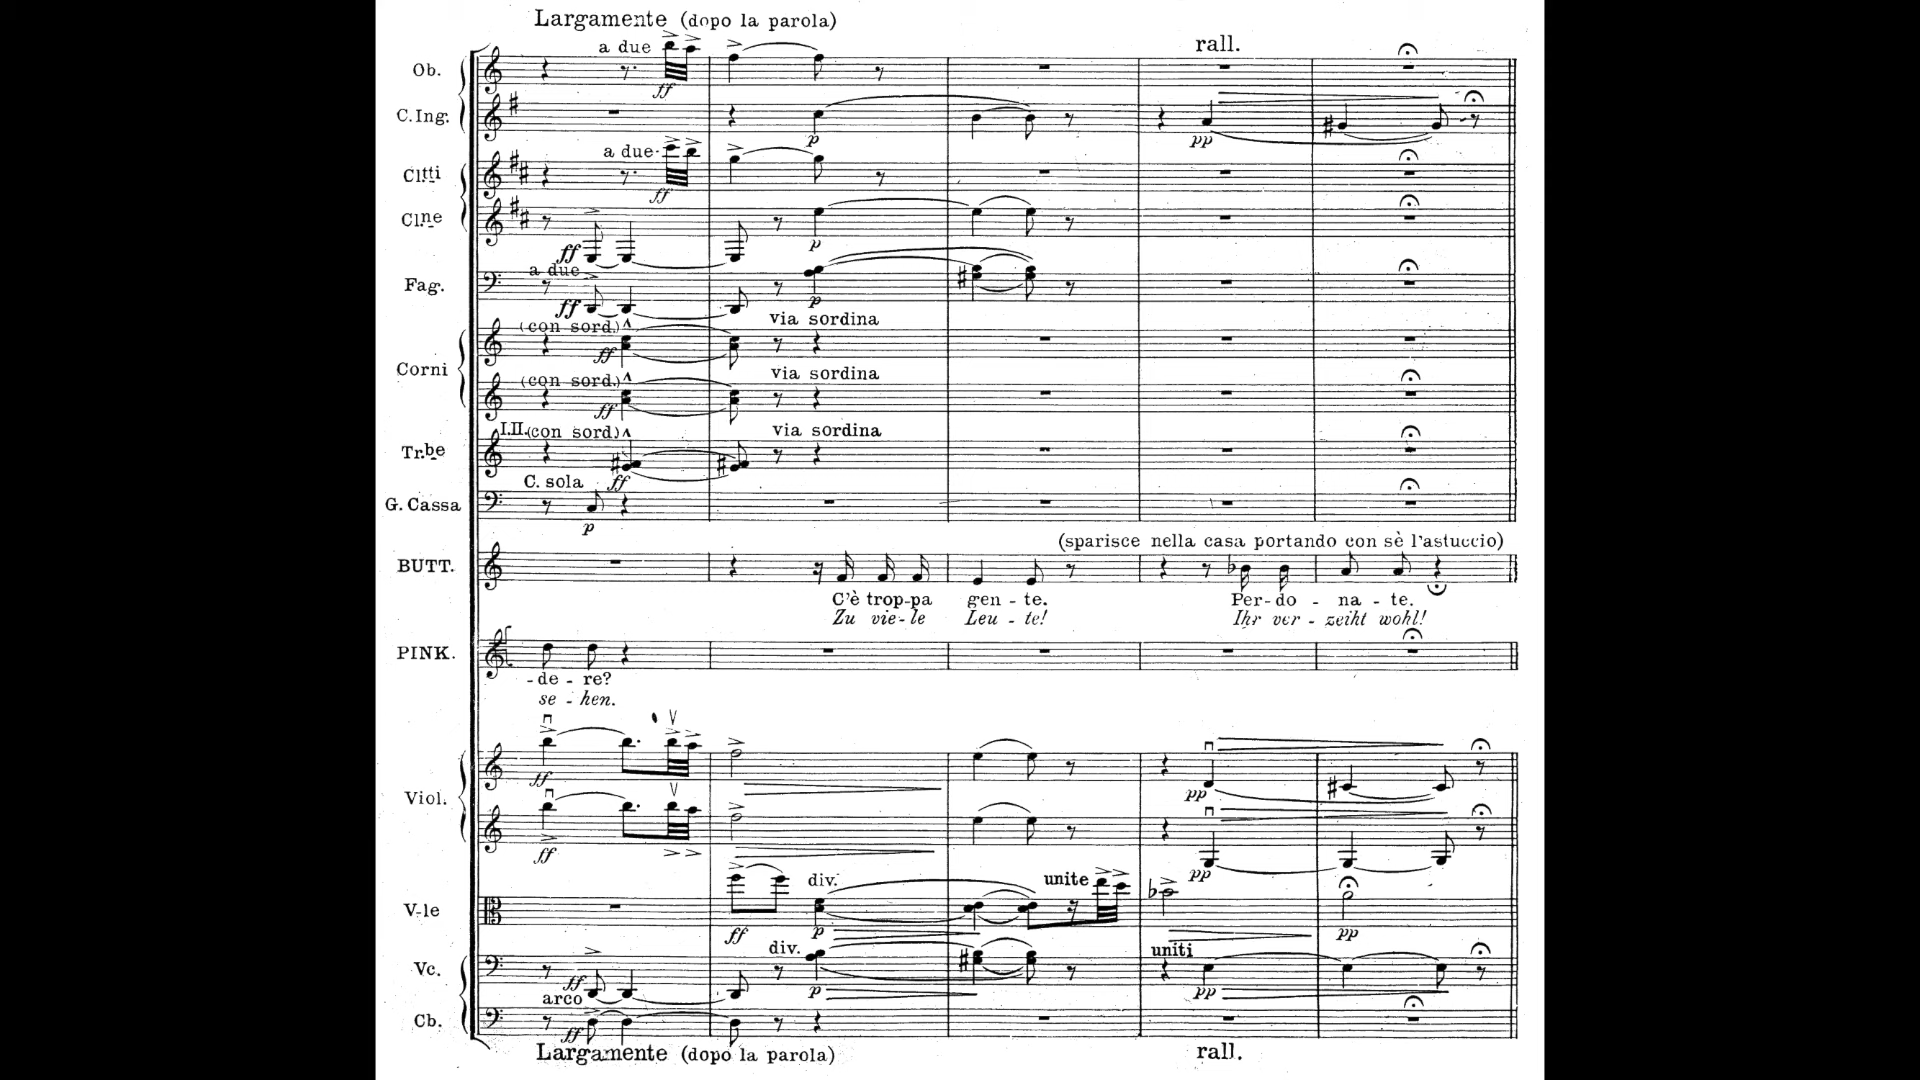 Largamente (dopo la parola)
a due
rall.
Ob.
ff
C. Ing.
p
pp
a due
Cl.tti
ff
Cl.ne
ff
p
a due
Fag.
ff
p
(con sord.)
via sordina
ff
Corni
(con sord.)
via sordina
ff
I.II. (con sord.)
via sordina
Tr.be
ff
C. sola
G. Cassa
p
(sparisce nella casa portando con sè l'astuccio)
BUTT.
C'è trop-pa gen - te. Per-do - na - te.
Zu vie-le Leu - te! Ihr ver - zeiht wohl!
PINK.
-de - re?
se - hen.
ff
pp
Viol.
ff
pp
div.
unite
V-le
ff
p
pp
div.
uniti
Vc.
ff
p
pp
arco
Cb.
ff
Largamente (dopo la parola)
rall.